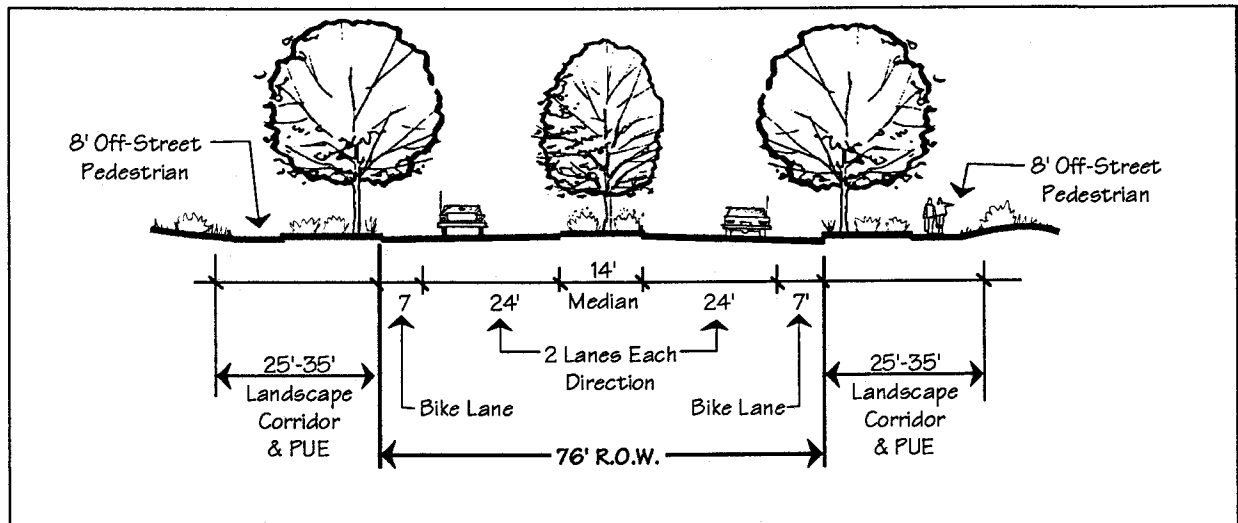 8' Off-Street
Pedestrian
8' Off-Street
Pedestrian
14'
Median
7
24'
24'
7'
2 Lanes Each
Direction
25'-35'
Landscape
Corridor
& PUE
Bike Lane
Bike Lane
25'-35'
Landscape
Corridor
& PUE
76' R.O.W.